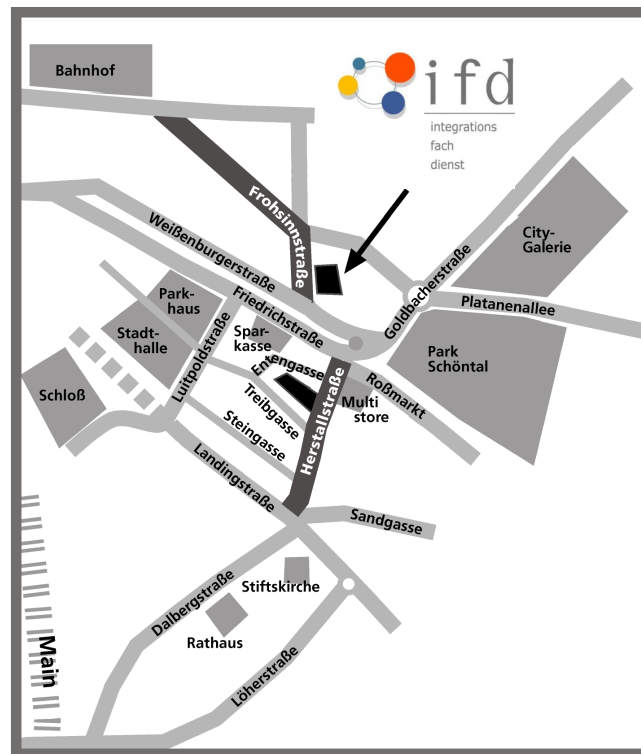 Bahnhof
ifd
integrations
fach
dienst
Frohsinnstraße
Weißenburgerstraße
City-
Galerie
Goldbacherstraße
Platanenallee
Park-
haus
Friedrichstraße
Stadt-
halle
Spar-
kasse
Park
Schöntal
Luitpoldstraße
Entengasse
Roßmarkt
Schloß
Treibgasse
Multi
store
Herstallstraße
Steingasse
Landingstraße
Sandgasse
Stiftskirche
Dalbergstraße
Rathaus
Main
Löherstraße